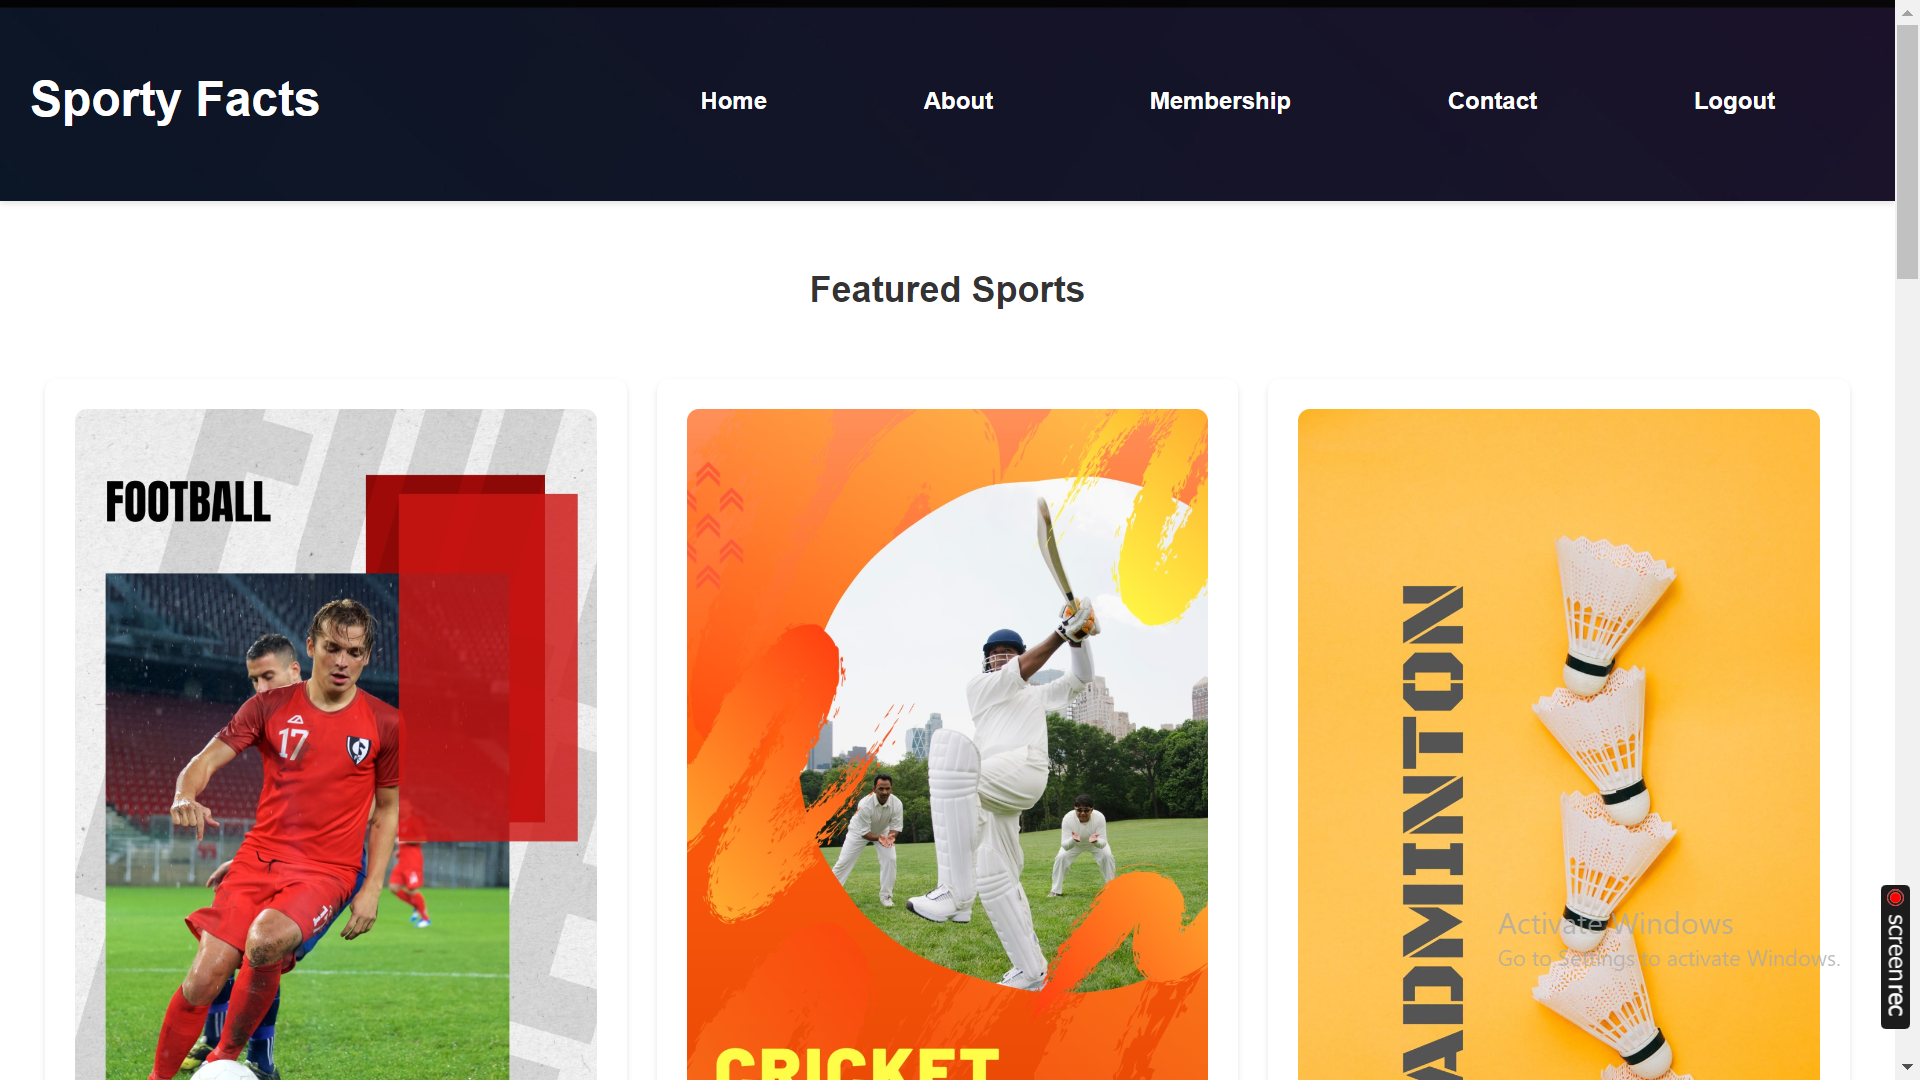 Sporty Facts
Home
About
Membership
Contact
Logout
Featured Sports
FOOTBALL
17
CRICKET
ADMINTON
Activate Windows
Go to Settings to activate Windows.
screenrec